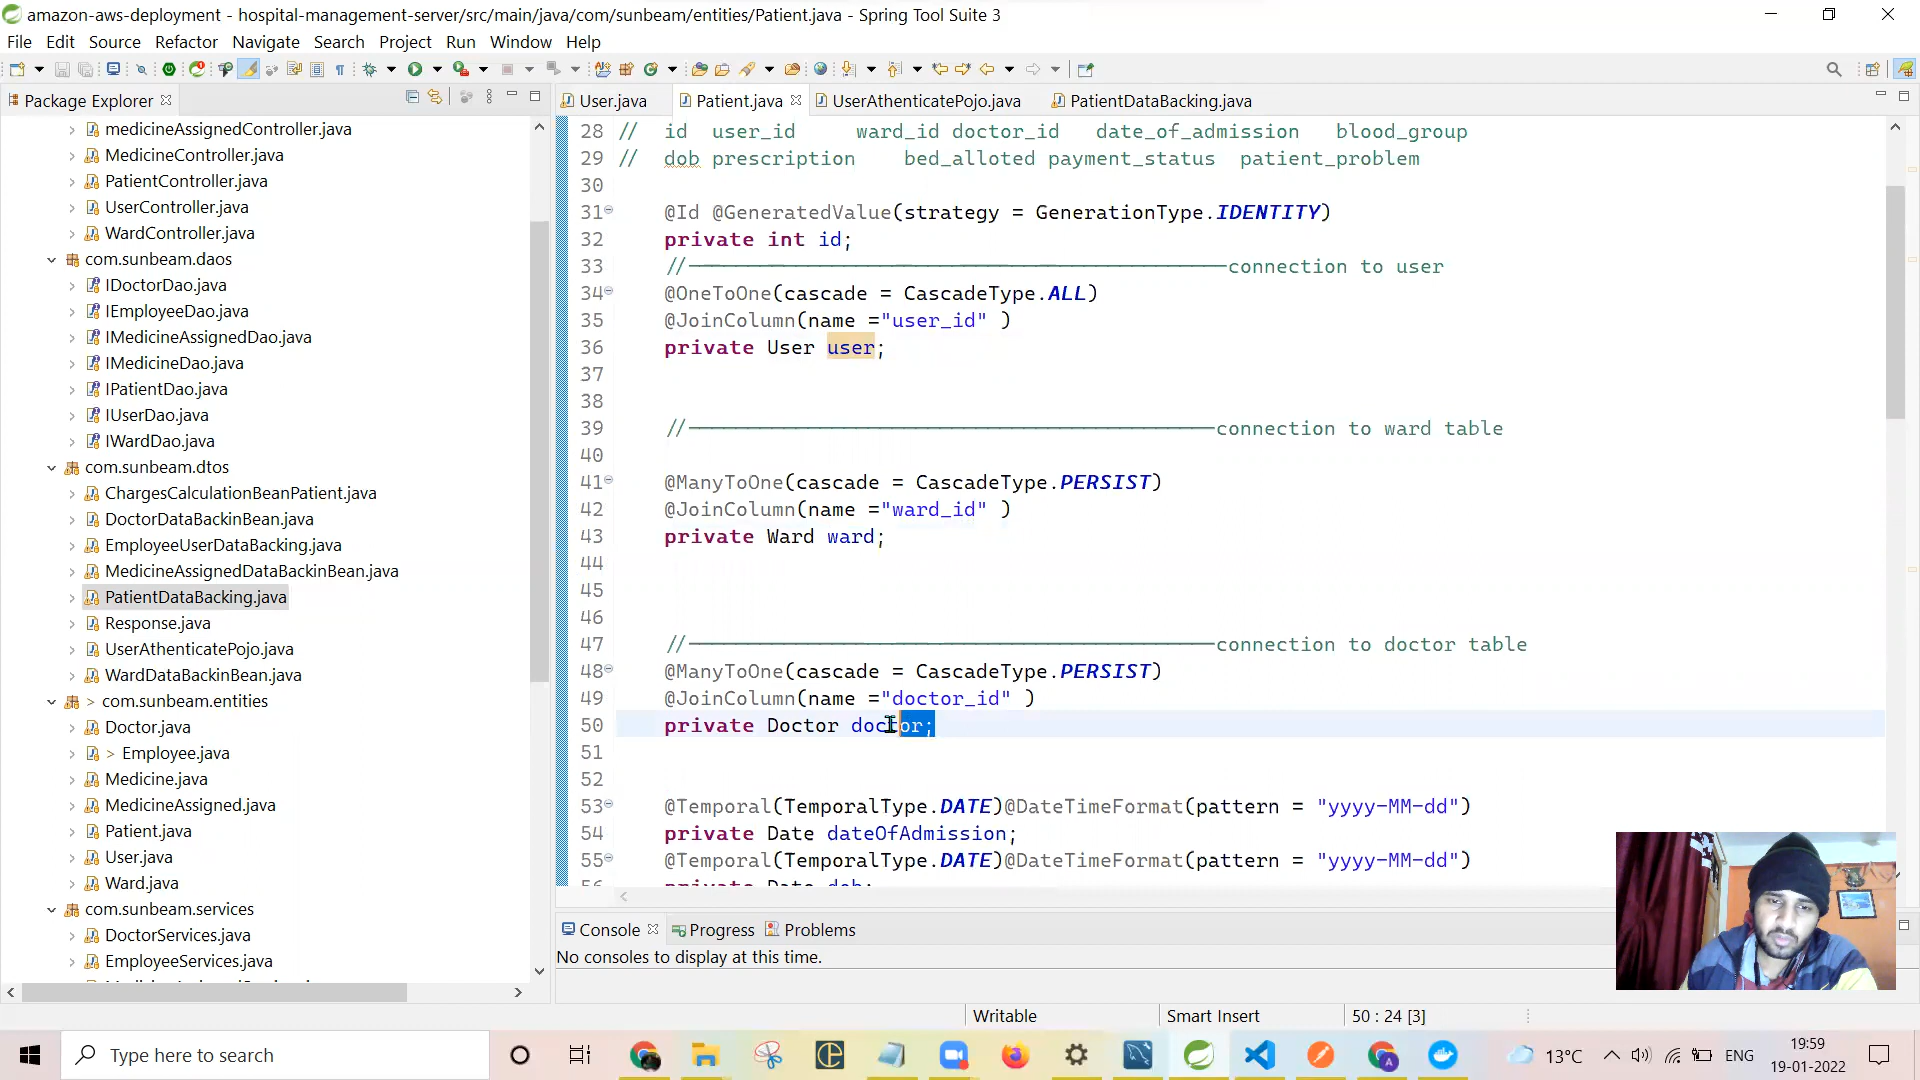 amazon-aws-deployment - hospital-management-server/src/main/java/com/sunbeam/entities/Patient.java - Spring Tool Suite 3
File Edit Source Refactor Navigate Search Project Run Window Help
Package Explorer
medicineAssignedController.java
MedicineController.java
PatientController.java
UserController.java
WardController.java
com.sunbeam.daos
IDoctorDao.java
IEmployeeDao.java
IMedicineAssignedDao.java
IMedicineDao.java
IPatientDao.java
IUserDao.java
IWardDao.java
com.sunbeam.dtos
ChargesCalculationBeanPatient.java
DoctorDataBackinBean.java
EmployeeUserDataBacking.java
MedicineAssignedDataBackinBean.java
PatientDataBacking.java
Response.java
UserAthenticatePojo.java
WardDataBackinBean.java
> com.sunbeam.entities
Doctor.java
> Employee.java
Medicine.java
MedicineAssigned.java
Patient.java
User.java
Ward.java
com.sunbeam.services
DoctorServices.java
EmployeeServices.java
User.java Patient.java UserAthenticatePojo.java PatientDataBacking.java
28 // id user_id ward_id doctor_id date_of_admission blood_group
29 // dob prescription bed_alloted payment_status patient_problem
30
31 @Id @GeneratedValue(strategy = GenerationType.IDENTITY)
32 private int id;
33 //—————————————————————————————————————————————connection to user
34 @OneToOne(cascade = CascadeType.ALL)
35 @JoinColumn(name ="user_id" )
36 private User user;
37
38
39 //————————————————————————————————————————————connection to ward table
40
41 @ManyToOne(cascade = CascadeType.PERSIST)
42 @JoinColumn(name ="ward_id" )
43 private Ward ward;
44
45
46
47 //————————————————————————————————————————————connection to doctor table
48 @ManyToOne(cascade = CascadeType.PERSIST)
49 @JoinColumn(name ="doctor_id" )
50 private Doctor doctor;
51
52
53 @Temporal(TemporalType.DATE)@DateTimeFormat(pattern = "yyyy-MM-dd")
54 private Date dateOfAdmission;
55 @Temporal(TemporalType.DATE)@DateTimeFormat(pattern = "yyyy-MM-dd")
56 private Date dob;
Console Progress Problems
No consoles to display at this time.
Writable Smart Insert 50 : 24 [3]
Type here to search
13°C ENG
19:59
19-01-2022